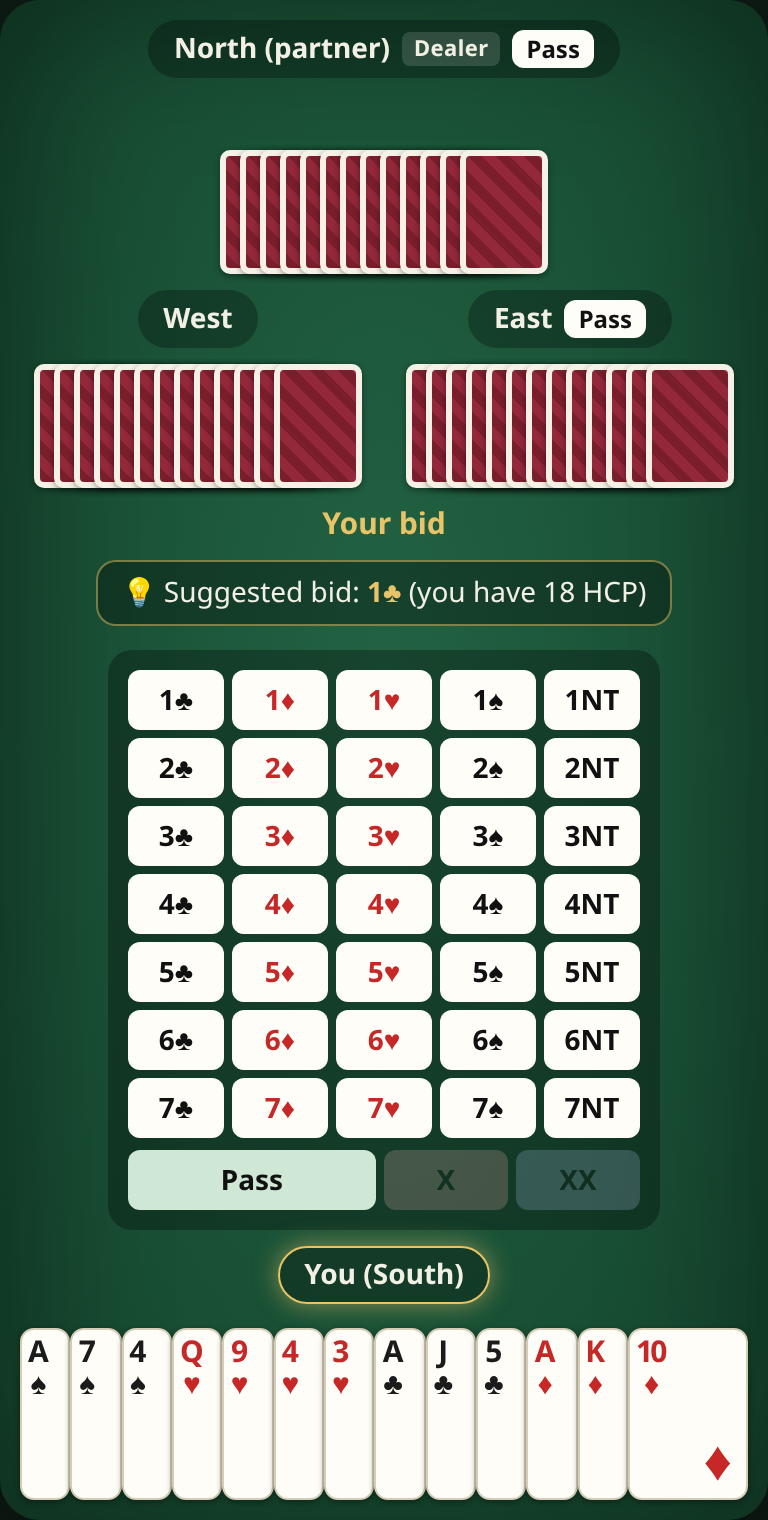 North (partner) Dealer Pass
West
East Pass
Your bid
💡 Suggested bid: 1♣ (you have 18 HCP)
1♣ 1♦ 1♥ 1♠ 1NT
2♣ 2♦ 2♥ 2♠ 2NT
3♣ 3♦ 3♥ 3♠ 3NT
4♣ 4♦ 4♥ 4♠ 4NT
5♣ 5♦ 5♥ 5♠ 5NT
6♣ 6♦ 6♥ 6♠ 6NT
7♣ 7♦ 7♥ 7♠ 7NT
Pass X XX
You (South)
A 7 4 Q 9 4 3 A J 5 A K 10
♠ ♠ ♠ ♥ ♥ ♥ ♥ ♣ ♣ ♣ ♦ ♦ ♦
♦